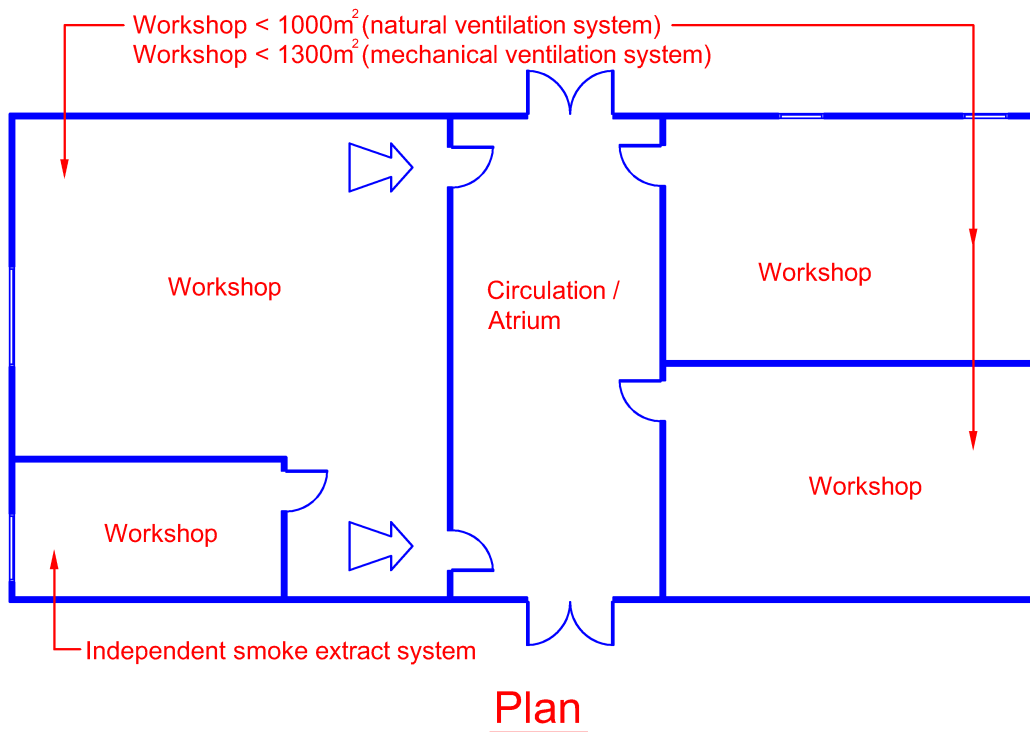 Workshop < 1000m² (natural ventilation system)
Workshop < 1300m² (mechanical ventilation system)
Workshop
Circulation /
Atrium
Workshop
Workshop
Workshop
Independent smoke extract system
Plan